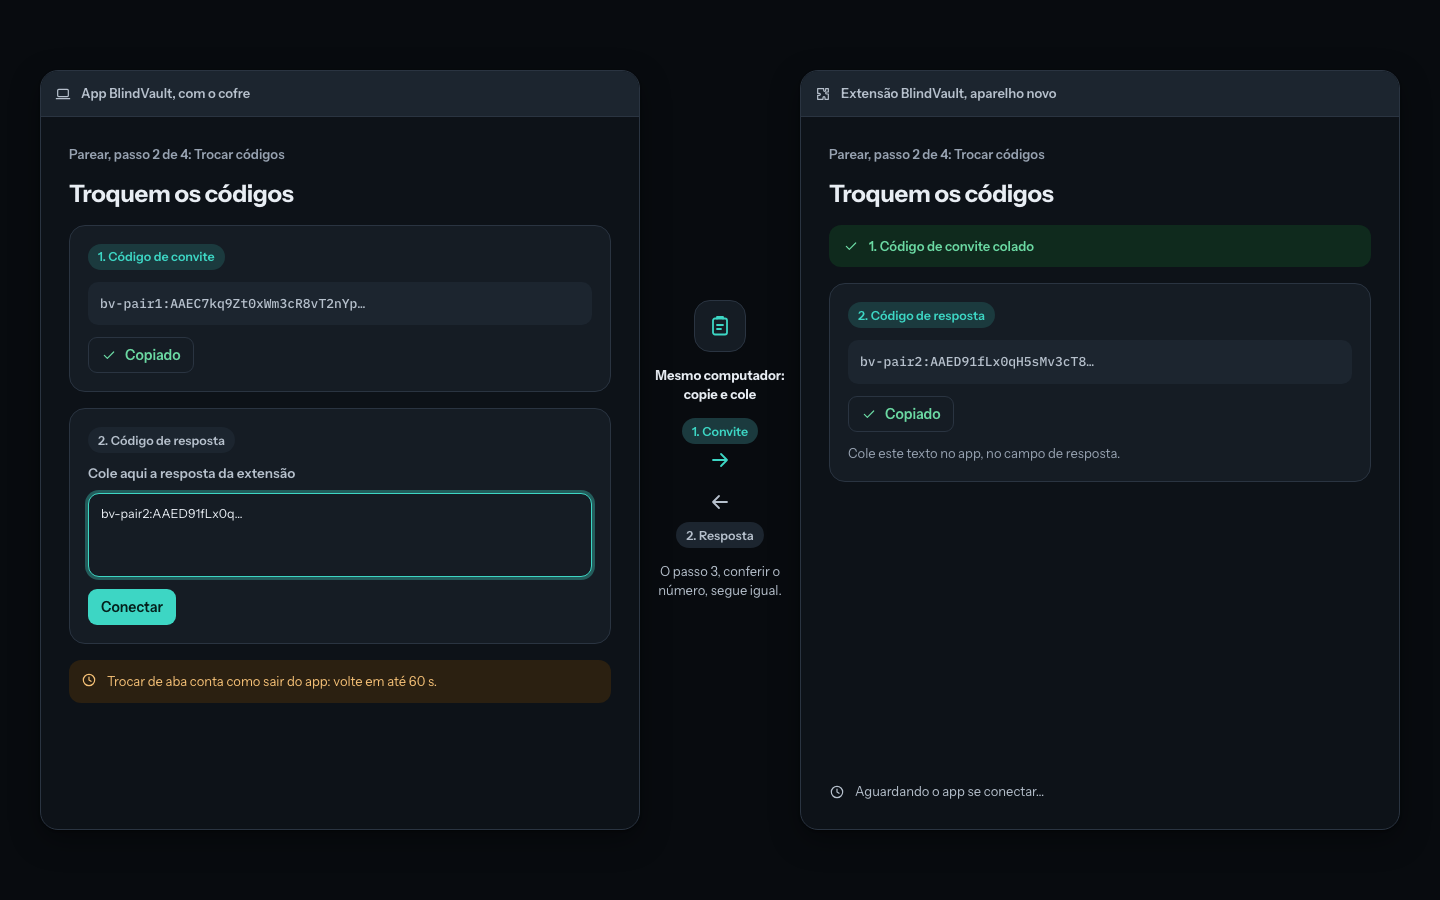 App BlindVault, com o cofre
Parear, passo 2 de 4: Trocar códigos
Troquem os códigos
1. Código de convite
bv-pair1:AAEC7kq9Zt0xWm3cR8vT2nYp…
Copiado
2. Código de resposta
Cole aqui a resposta da extensão
bv-pair2:AAED91fLx0q…
Conectar
Trocar de aba conta como sair do app: volte em até 60 s.
Mesmo computador:
copie e cole
1. Convite
2. Resposta
O passo 3, conferir o
número, segue igual.
Extensão BlindVault, aparelho novo
Parear, passo 2 de 4: Trocar códigos
Troquem os códigos
1. Código de convite colado
2. Código de resposta
bv-pair2:AAED91fLx0qH5sMv3cT8…
Copiado
Cole este texto no app, no campo de resposta.
Aguardando o app se conectar…